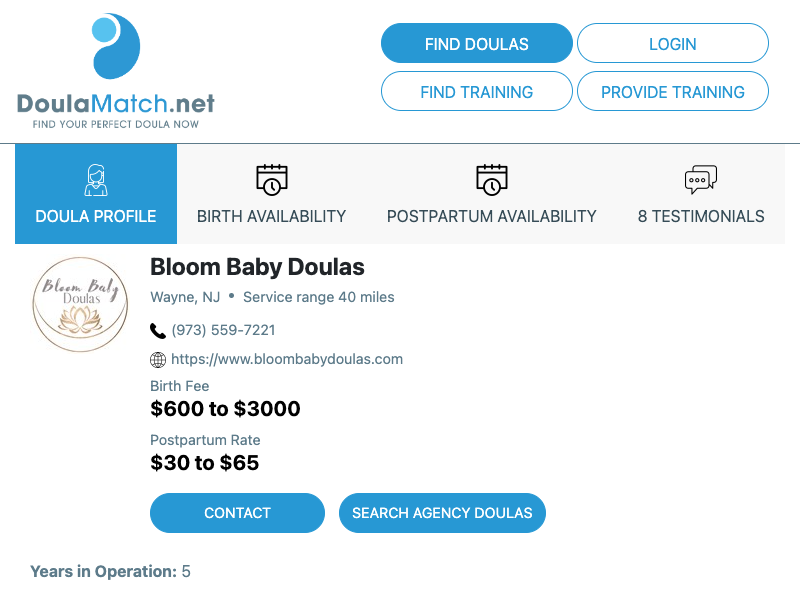 DoulaMatch.net
FIND YOUR PERFECT DOULA NOW
FIND DOULAS
LOGIN
FIND TRAINING
PROVIDE TRAINING
DOULA PROFILE
BIRTH AVAILABILITY
POSTPARTUM AVAILABILITY
8 TESTIMONIALS
Bloom Baby
Doulas
Bloom Baby Doulas
Wayne, NJ • Service range 40 miles
(973) 559-7221
https://www.bloombabydoulas.com
Birth Fee
$600 to $3000
Postpartum Rate
$30 to $65
CONTACT
SEARCH AGENCY DOULAS
Years in Operation: 5